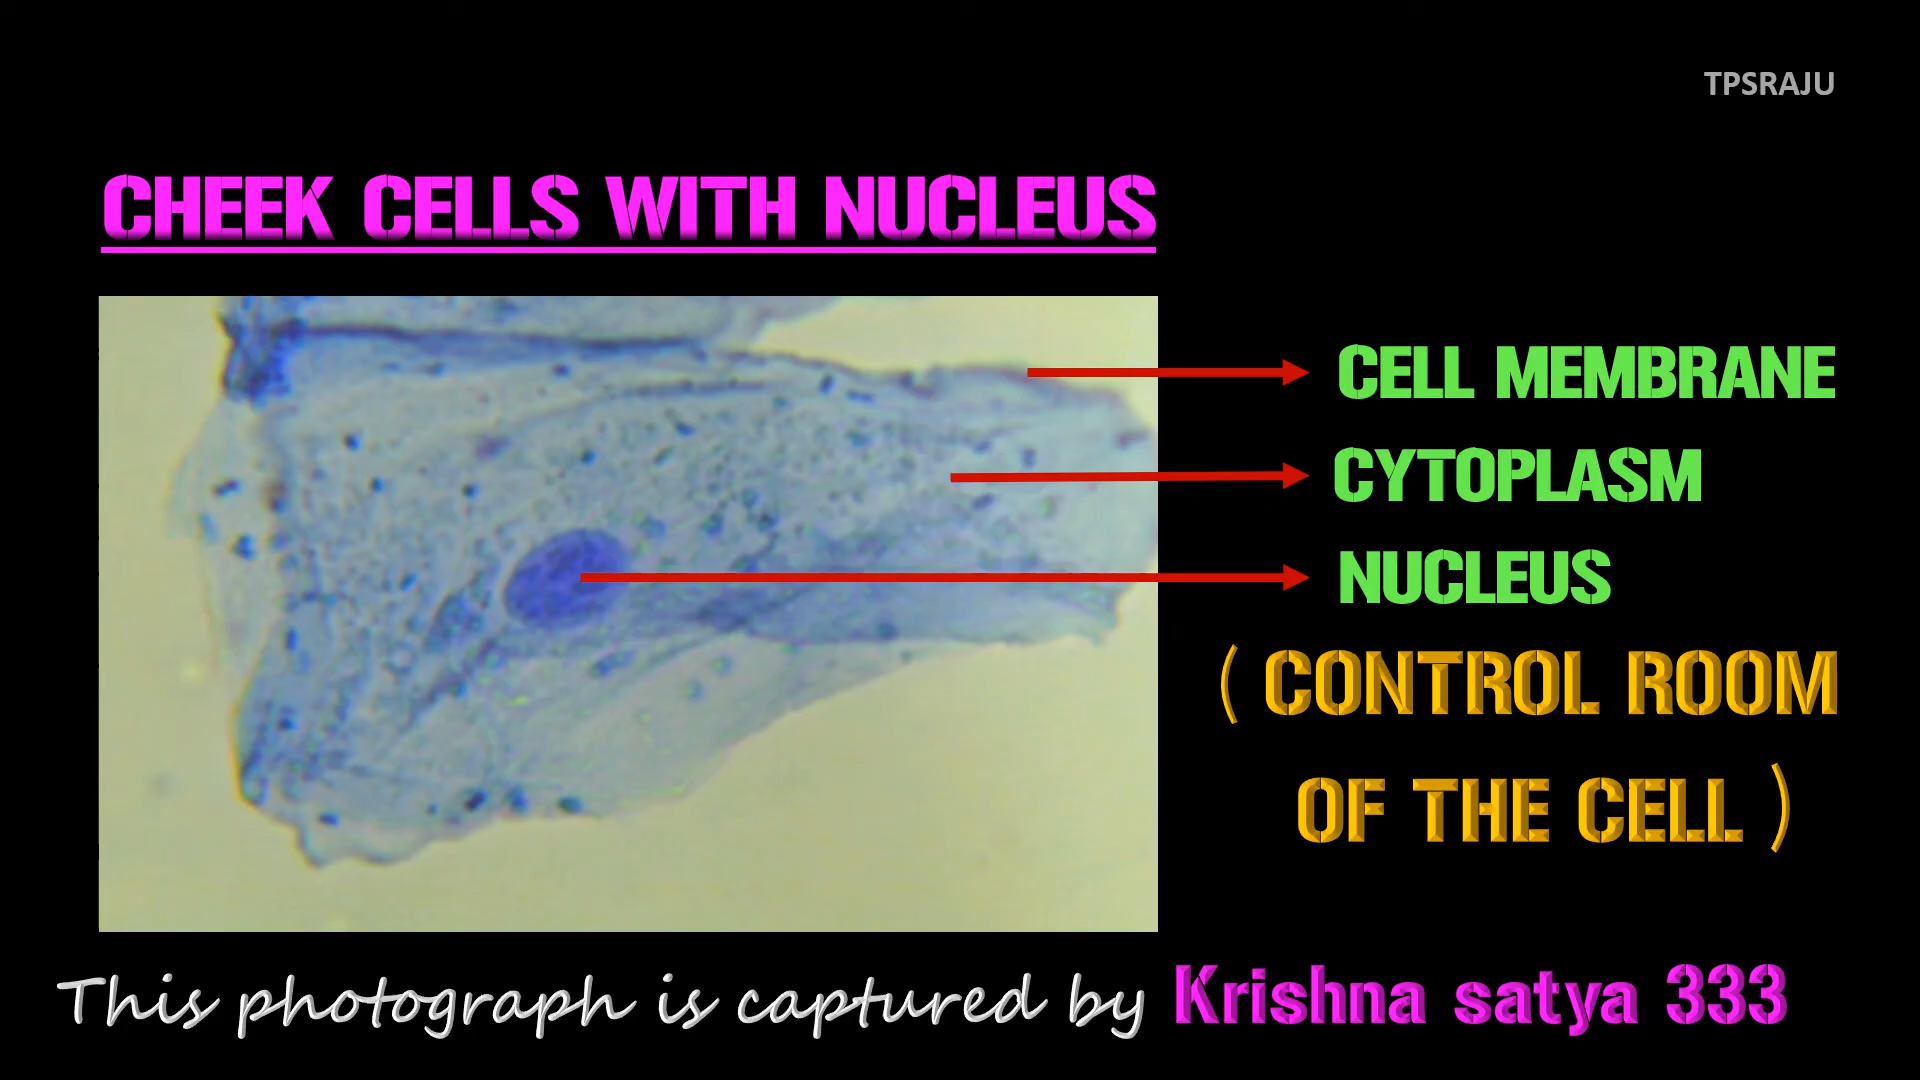 TPSRAJU
CHEEK CELLS WITH NUCLEUS
CELL MEMBRANE
CYTOPLASM
NUCLEUS
( CONTROL ROOM
OF THE CELL )
This photograph is captured by Krishna satya 333